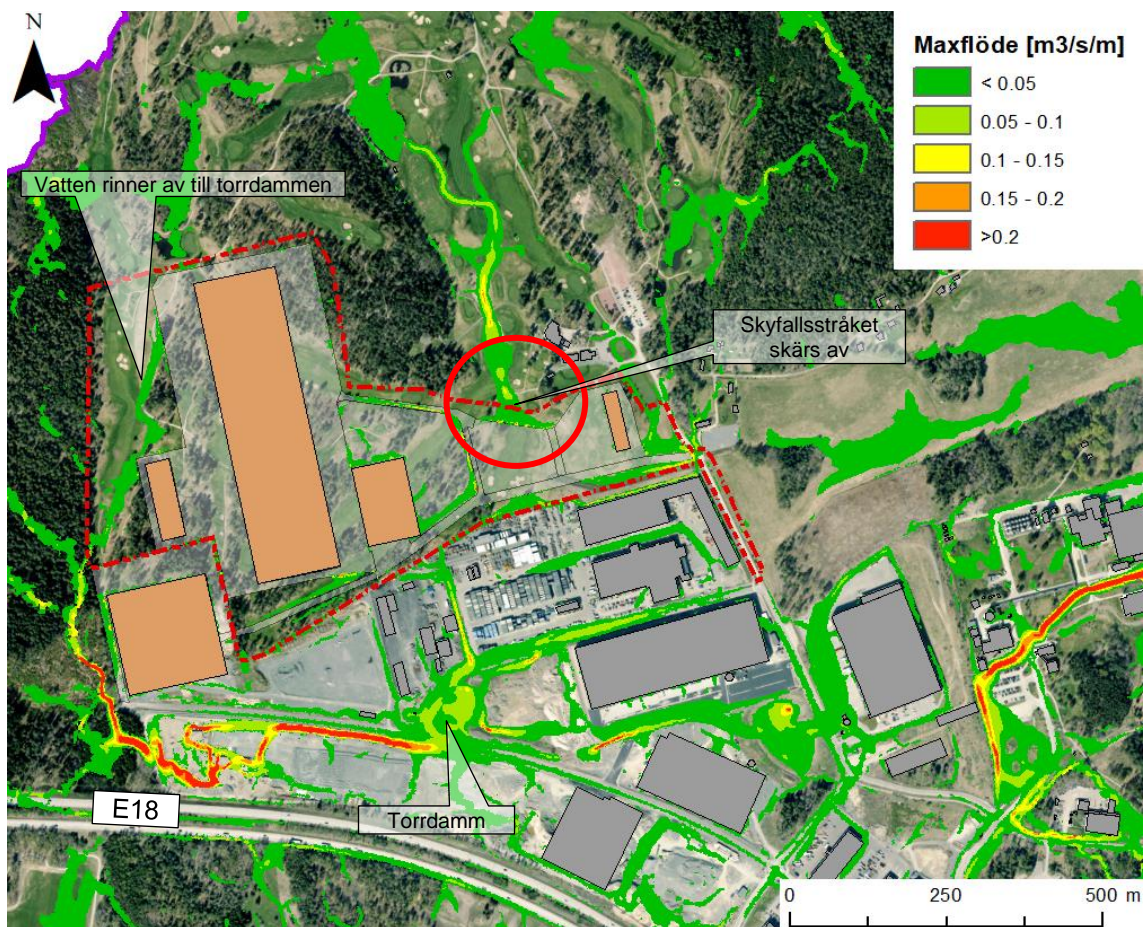 N
Maxflöde [m3/s/m]
< 0.05
0.05 - 0.1
0.1 - 0.15
0.15 - 0.2
>0.2
Vatten rinner av till torrdammen
Skyfallsstråket
skärs av
E18
Torrdamm
0 250 500 m